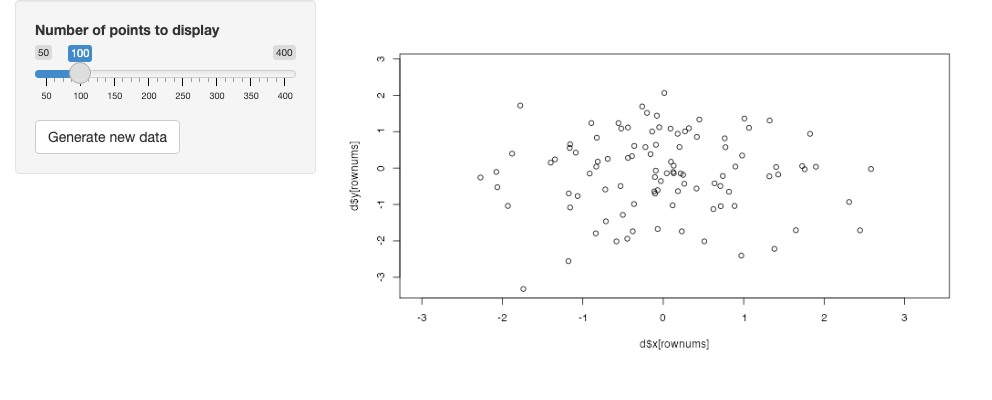 Number of points to display
50 100 400
50 100 150 200 250 300 350 400
Generate new data
d$y[rownums]
3
2
1
0
-1
-2
-3
-3 -2 -1 0 1 2 3
d$x[rownums]